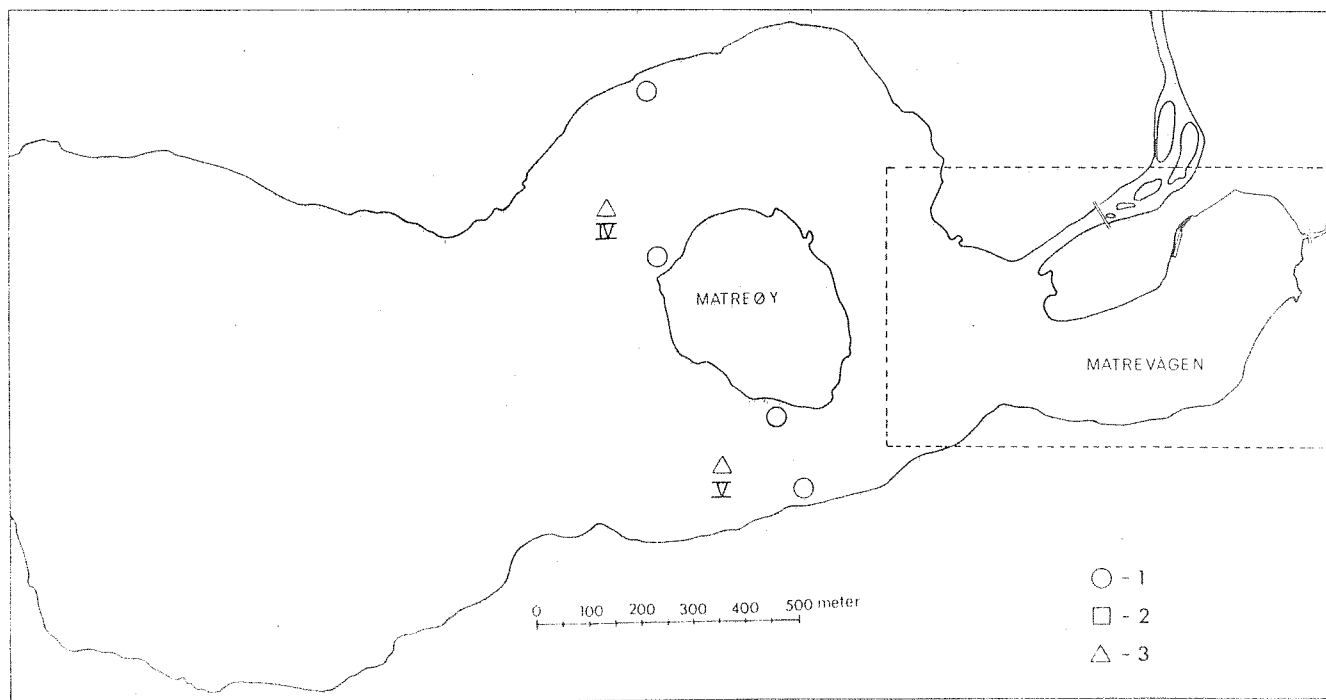 IV
MATREØY
MATREVÅGEN
V
0 100 200 300 400 500 meter
○ - 1
□ - 2
△ - 3